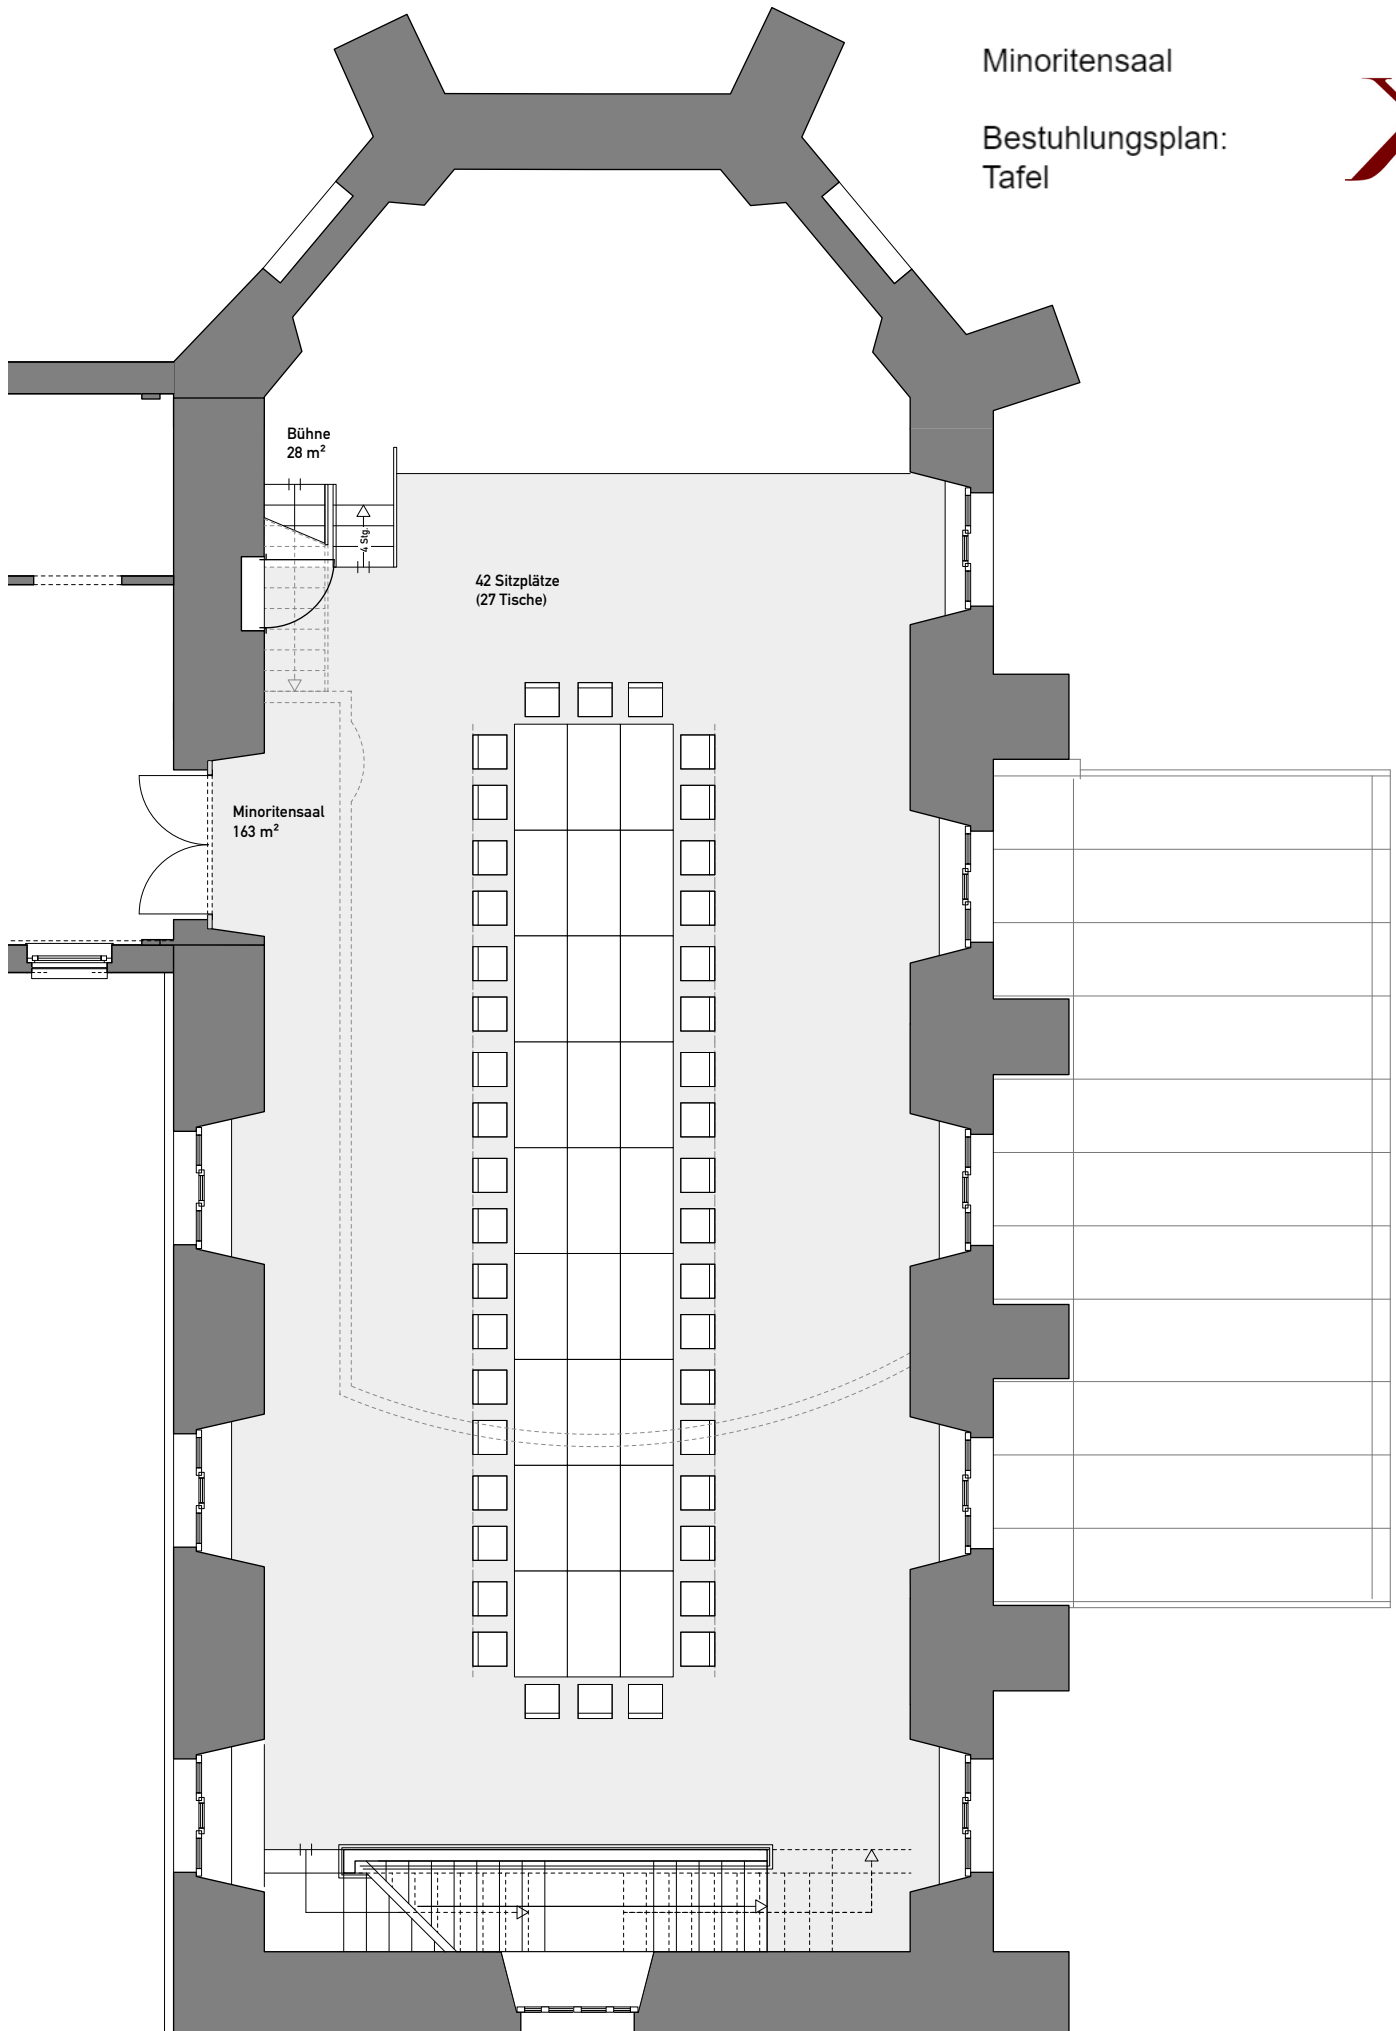 Minoritensaal
Bestuhlungsplan:
Tafel
Bühne
28 m²
4 Stg.
42 Sitzplätze
(27 Tische)
Minoritensaal
163 m²